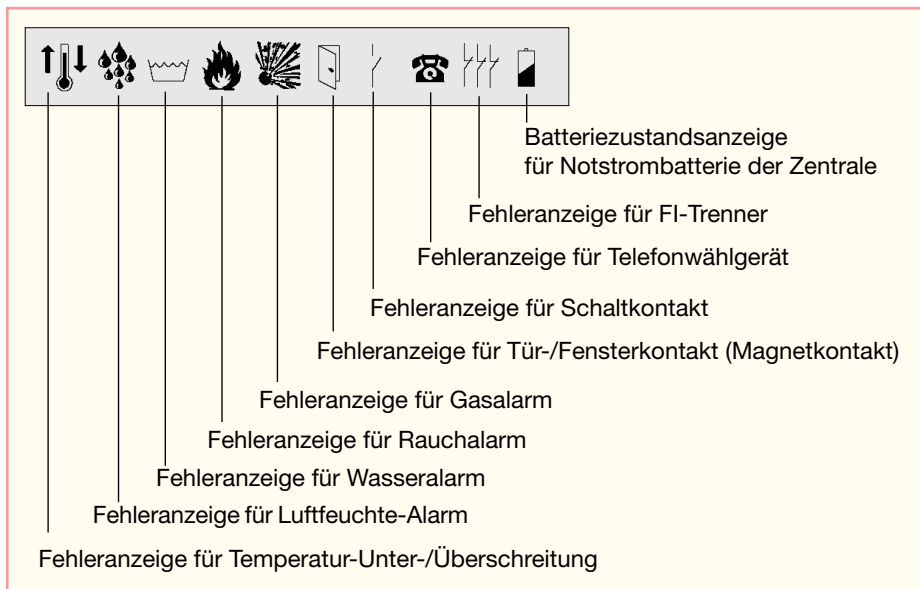 Batteriezustandsanzeige
für Notstrombatterie der Zentrale
Fehleranzeige für FI-Trenner
Fehleranzeige für Telefonwählgerät
Fehleranzeige für Schaltkontakt
Fehleranzeige für Tür-/Fensterkontakt (Magnetkontakt)
Fehleranzeige für Gasalarm
Fehleranzeige für Rauchalarm
Fehleranzeige für Wasseralarm
Fehleranzeige für Luftfeuchte-Alarm
Fehleranzeige für Temperatur-Unter-/Überschreitung